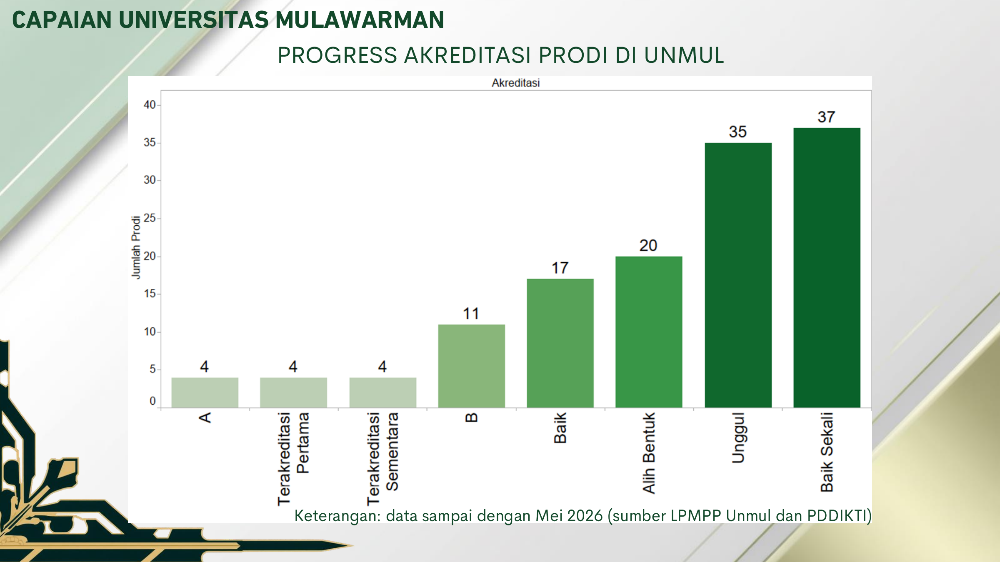 CAPAIAN UNIVERSITAS MULAWARMAN
PROGRESS AKREDITASI PRODI DI UNMUL
Akreditasi
Jumlah Prodi
40
35
30
25
20
15
10
5
0
4
4
4
11
17
20
35
37
A
Terakreditasi
Pertama
Terakreditasi
Sementara
B
Baik
Alih Bentuk
Unggul
Baik Sekali
Keterangan: data sampai dengan Mei 2026 (sumber LPMPP Unmul dan PDDIKTI)